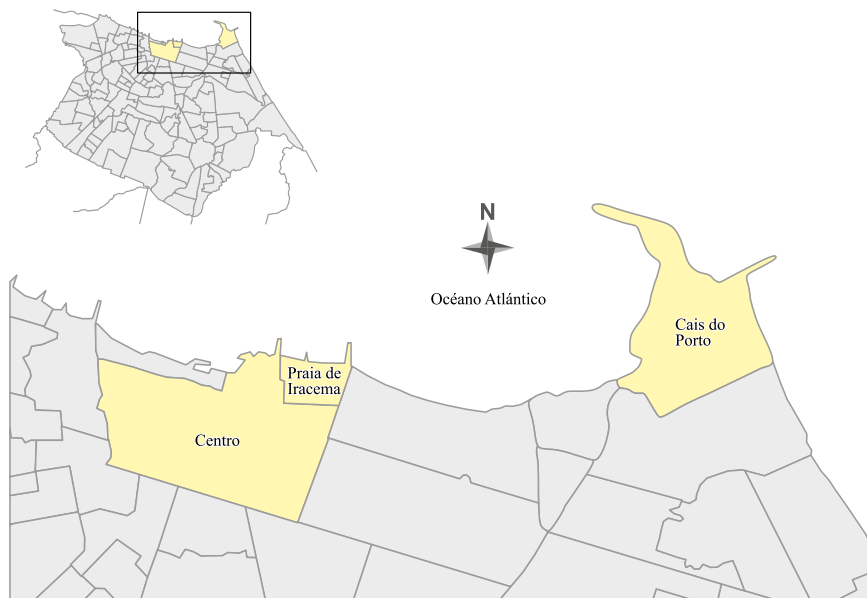 N
Océano Atlántico
Cais do
Porto
Praia de
Iracema
Centro